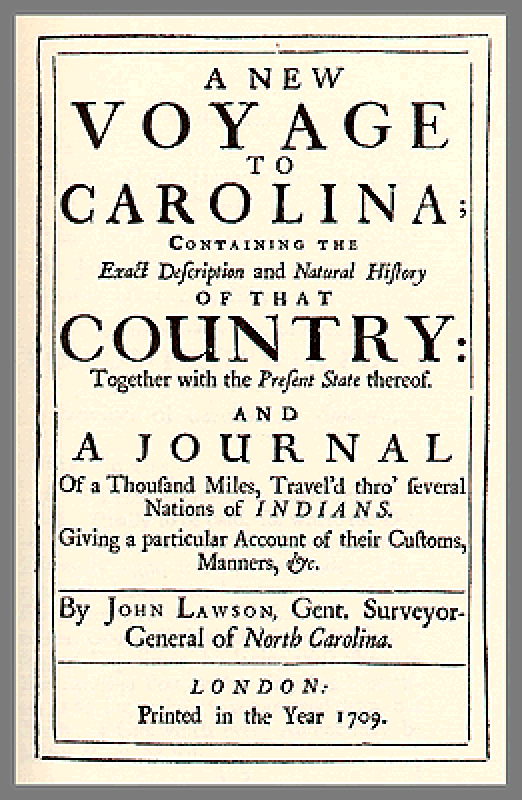 A NEW
VOYAGE
TO
CAROLINA;
CONTAINING THE
Exact Deſcription and Natural Hiſtory
OF THAT
COUNTRY:
Together with the Preſent State thereof.
AND
A JOURNAL
Of a Thouſand Miles, Travel'd thro' ſeveral
Nations of INDIANS.
Giving a particular Account of their Cuſtoms,
Manners, &c.
By JOHN LAWSON, Gent. Surveyor-
General of North Carolina.
LONDON:
Printed in the Year 1709.